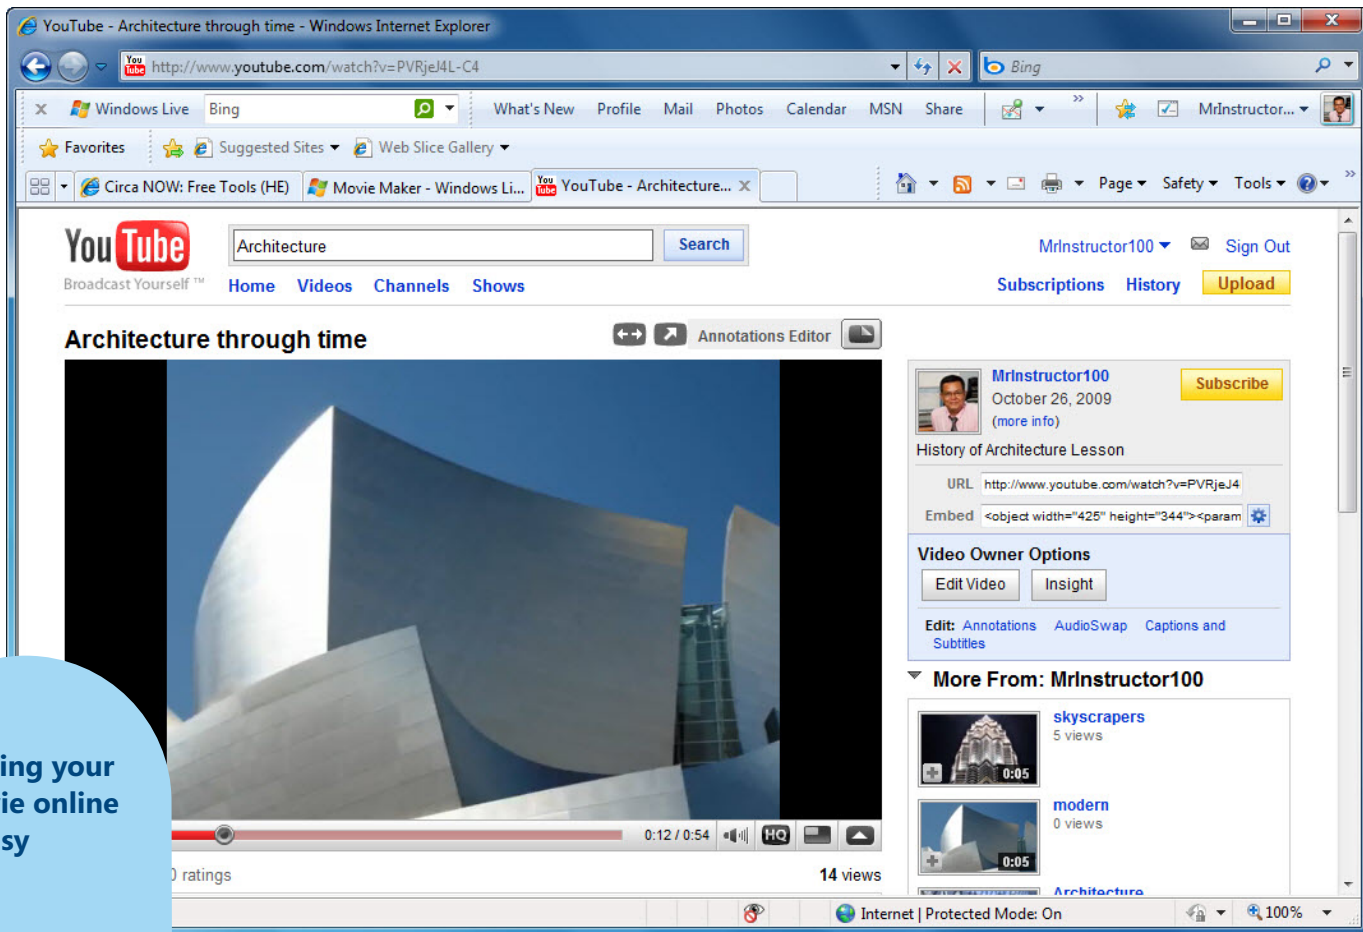 YouTube - Architecture through time - Windows Internet Explorer
You Tube http://www.youtube.com/watch?v=PVRjeJ4L-C4 Bing
x Windows Live Bing What's New Profile Mail Photos Calendar MSN Share » MrInstructor...
Favorites Suggested Sites Web Slice Gallery
Circa NOW: Free Tools (HE) Movie Maker - Windows Li... You Tube YouTube - Architecture... X Page Safety Tools »
You Tube Architecture Search MrInstructor100 Sign Out
Broadcast Yourself ™ Home Videos Channels Shows Subscriptions History Upload
Architecture through time Annotations Editor
MrInstructor100 Subscribe
October 26, 2009
(more info)
History of Architecture Lesson
URL http://www.youtube.com/watch?v=PVRjeJ4
Embed <object width="425" height="344"><param
Video Owner Options
Edit Video Insight
Edit: Annotations AudioSwap Captions and
Subtitles
More From: MrInstructor100
skyscrapers
5 views
0:05
modern
0 views
0:05
Architecture
ing your
ie online
sy
0:12 / 0:54 HQ
ratings 14 views
Internet | Protected Mode: On 100%